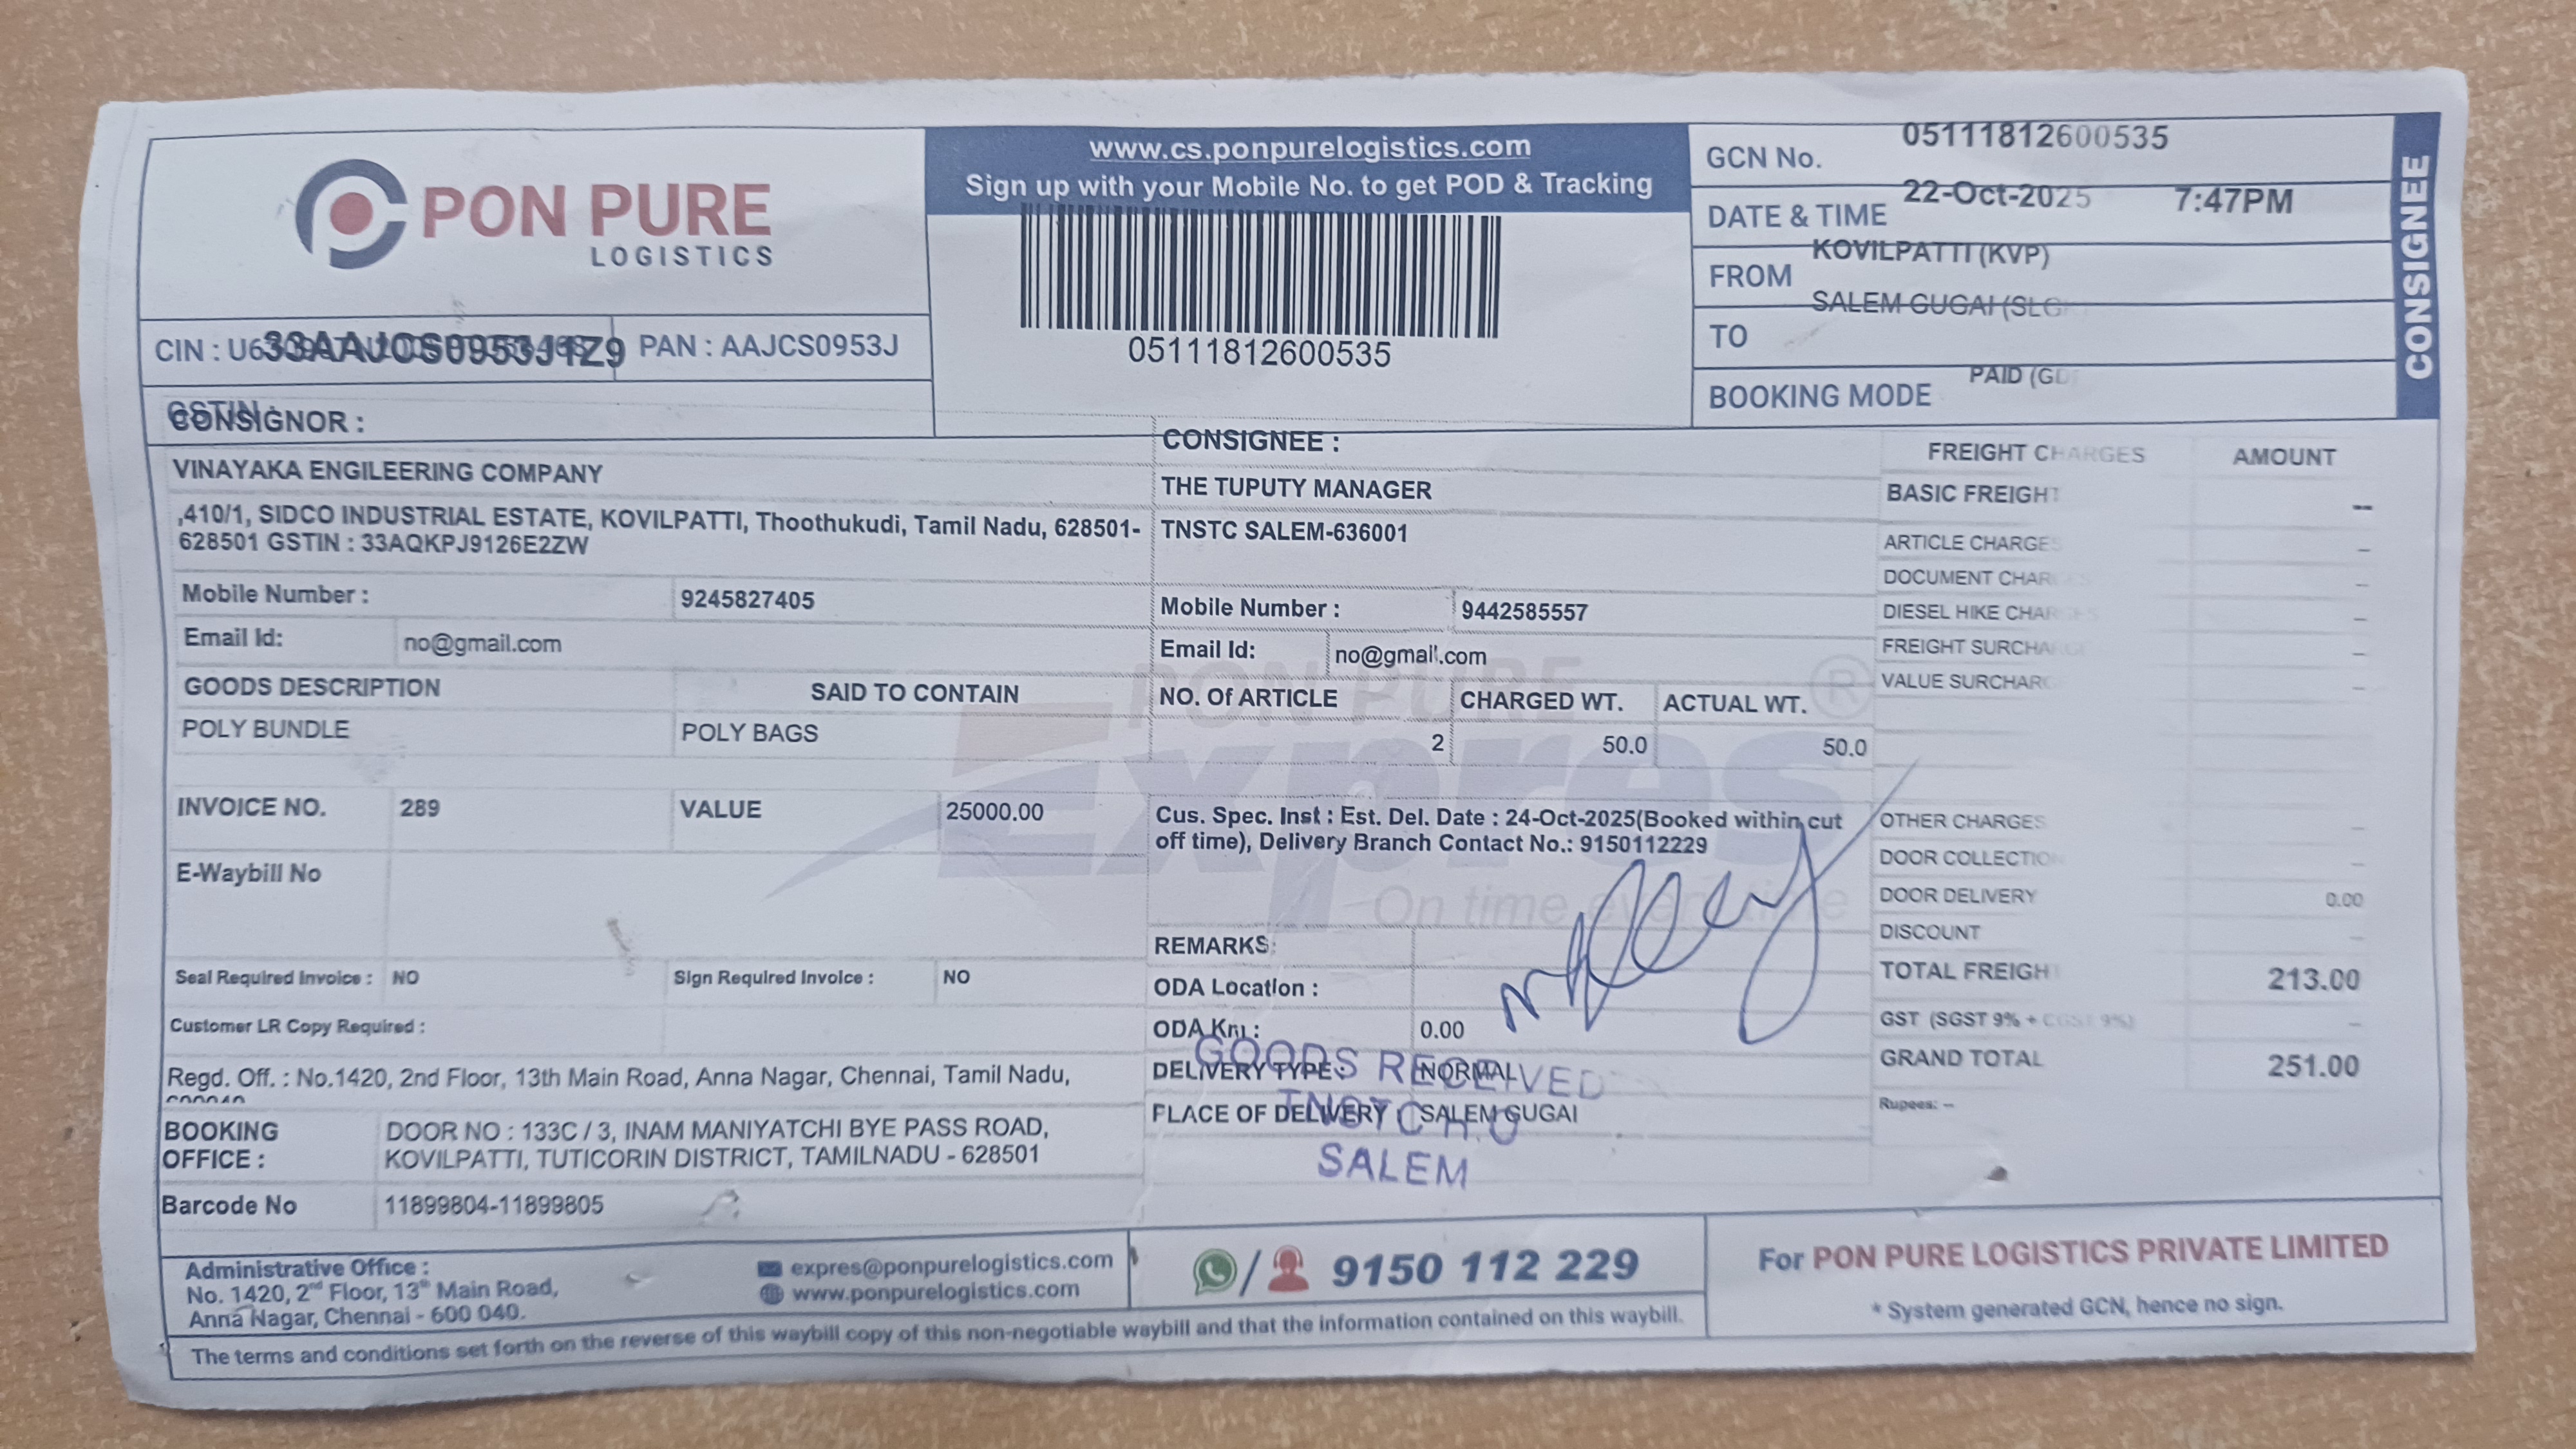 PON PURE
LOGISTICS
www.cs.ponpurelogistics.com
Sign up with your Mobile No. to get POD & Tracking
05111812600535
GCN No. 05111812600535
DATE & TIME 22-Oct-2025 7:47PM
FROM KOVILPATTI (KVP)
TO SALEM GUGAI
BOOKING MODE PAID
CONSIGNEE
CIN : 33AAJCS0953J1Z9 PAN : AAJCS0953J
GSTIN :
CONSIGNOR :
VINAYAKA ENGILEERING COMPANY
,410/1, SIDCO INDUSTRIAL ESTATE, KOVILPATTI, Thoothukudi, Tamil Nadu, 628501-
628501 GSTIN : 33AQKPJ9126E2ZW
Mobile Number : 9245827405
Email Id: no@gmail.com
GOODS DESCRIPTION SAID TO CONTAIN
POLY BUNDLE POLY BAGS
INVOICE NO. 289 VALUE 25000.00
E-Waybill No
Seal Required Invoice : NO Sign Required Invoice : NO
Customer LR Copy Required :
Regd. Off. : No.1420, 2nd Floor, 13th Main Road, Anna Nagar, Chennai, Tamil Nadu,
BOOKING OFFICE : DOOR NO : 133C / 3, INAM MANIYATCHI BYE PASS ROAD,
KOVILPATTI, TUTICORIN DISTRICT, TAMILNADU - 628501
Barcode No 11899804-11899805
CONSIGNEE :
THE TUPUTY MANAGER
TNSTC SALEM-636001
Mobile Number : 9442585557
Email Id: no@gmail.com
NO. Of ARTICLE CHARGED WT. ACTUAL WT.
2 50.0 50.0
PON PURE
Expres
On time every time
Cus. Spec. Inst : Est. Del. Date : 24-Oct-2025(Booked within cut
off time), Delivery Branch Contact No.: 9150112229
REMARKS:
ODA Location :
ODA Km : 0.00
DELIVERY TYPE : NORMAL
PLACE OF DELIVERY : SALEM GUGAI
GOODS RECEIVED
TNSTC H.O
SALEM
FREIGHT CHARGES AMOUNT
BASIC FREIGHT --
ARTICLE CHARGES --
DOCUMENT CHARGES --
DIESEL HIKE CHARGES --
FREIGHT SURCHARGE --
VALUE SURCHARGE --
OTHER CHARGES --
DOOR COLLECTION --
DOOR DELIVERY 0.00
DISCOUNT --
TOTAL FREIGHT 213.00
GST (SGST 9% + CGST 9%) --
GRAND TOTAL 251.00
Rupees: --
Administrative Office :
No. 1420, 2nd Floor, 13th Main Road,
Anna Nagar, Chennai - 600 040.
expres@ponpurelogistics.com
www.ponpurelogistics.com
9150 112 229
For PON PURE LOGISTICS PRIVATE LIMITED
* System generated GCN, hence no sign.
The terms and conditions set forth on the reverse of this waybill copy of this non-negotiable waybill and that the information contained on this waybill.